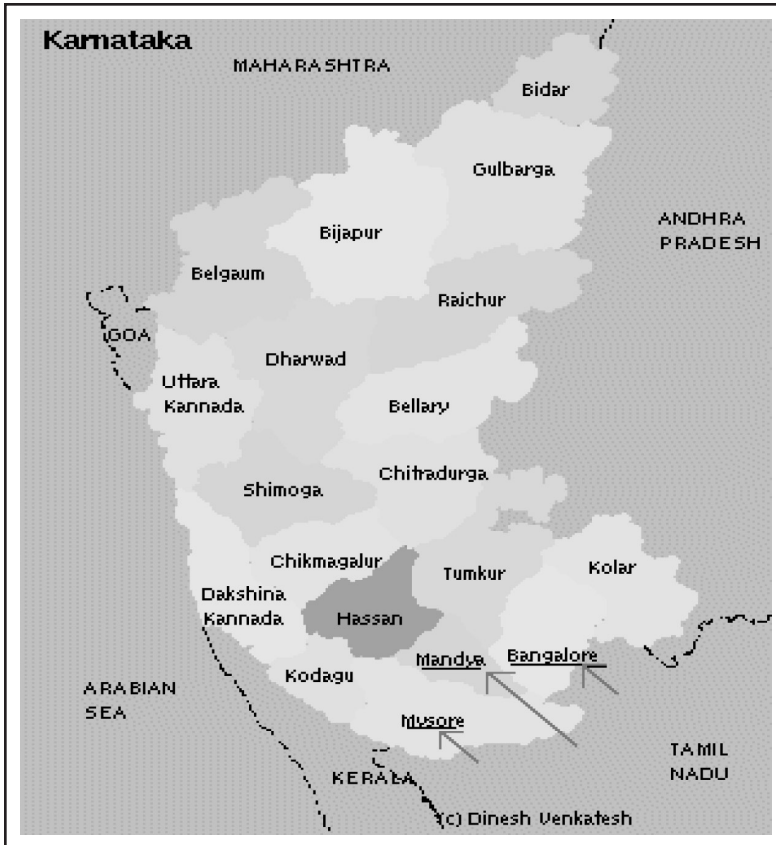 Karnataka
MAHARASHTRA
Bidar
Gulbarga
Bijapur
ANDHRA
PRADESH
Belgaum
Raichur
GOA
Dharwad
Uttara
Kannada
Bellary
Chitradurga
Shimoga
Chikmagalur
Tumkur
Kolar
Dakshina
Kannada
Hassan
Mandya
Bangalore
Kodagu
ARABIAN
SEA
Mysore
TAMIL
NADU
KERALA
(c) Dinesh Venkatesh